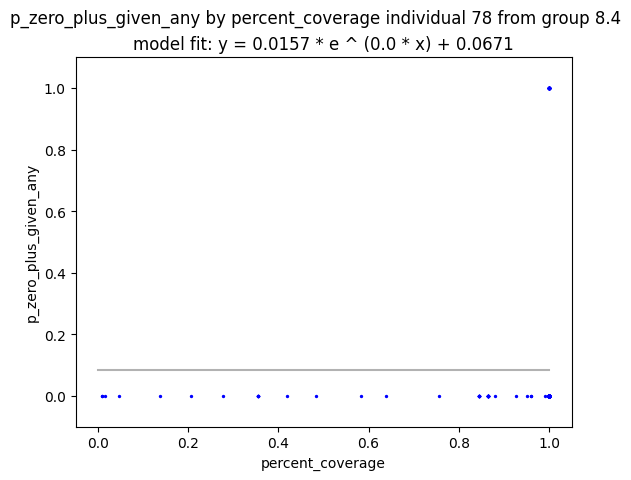 p_zero_plus_given_any by percent_coverage individual 78 from group 8.4
model fit: y = 0.0157 * e ^ (0.0 * x) + 0.0671
1.0
0.8
0.6
0.4
0.2
0.0
p_zero_plus_given_any
0.0 0.2 0.4 0.6 0.8 1.0
percent_coverage